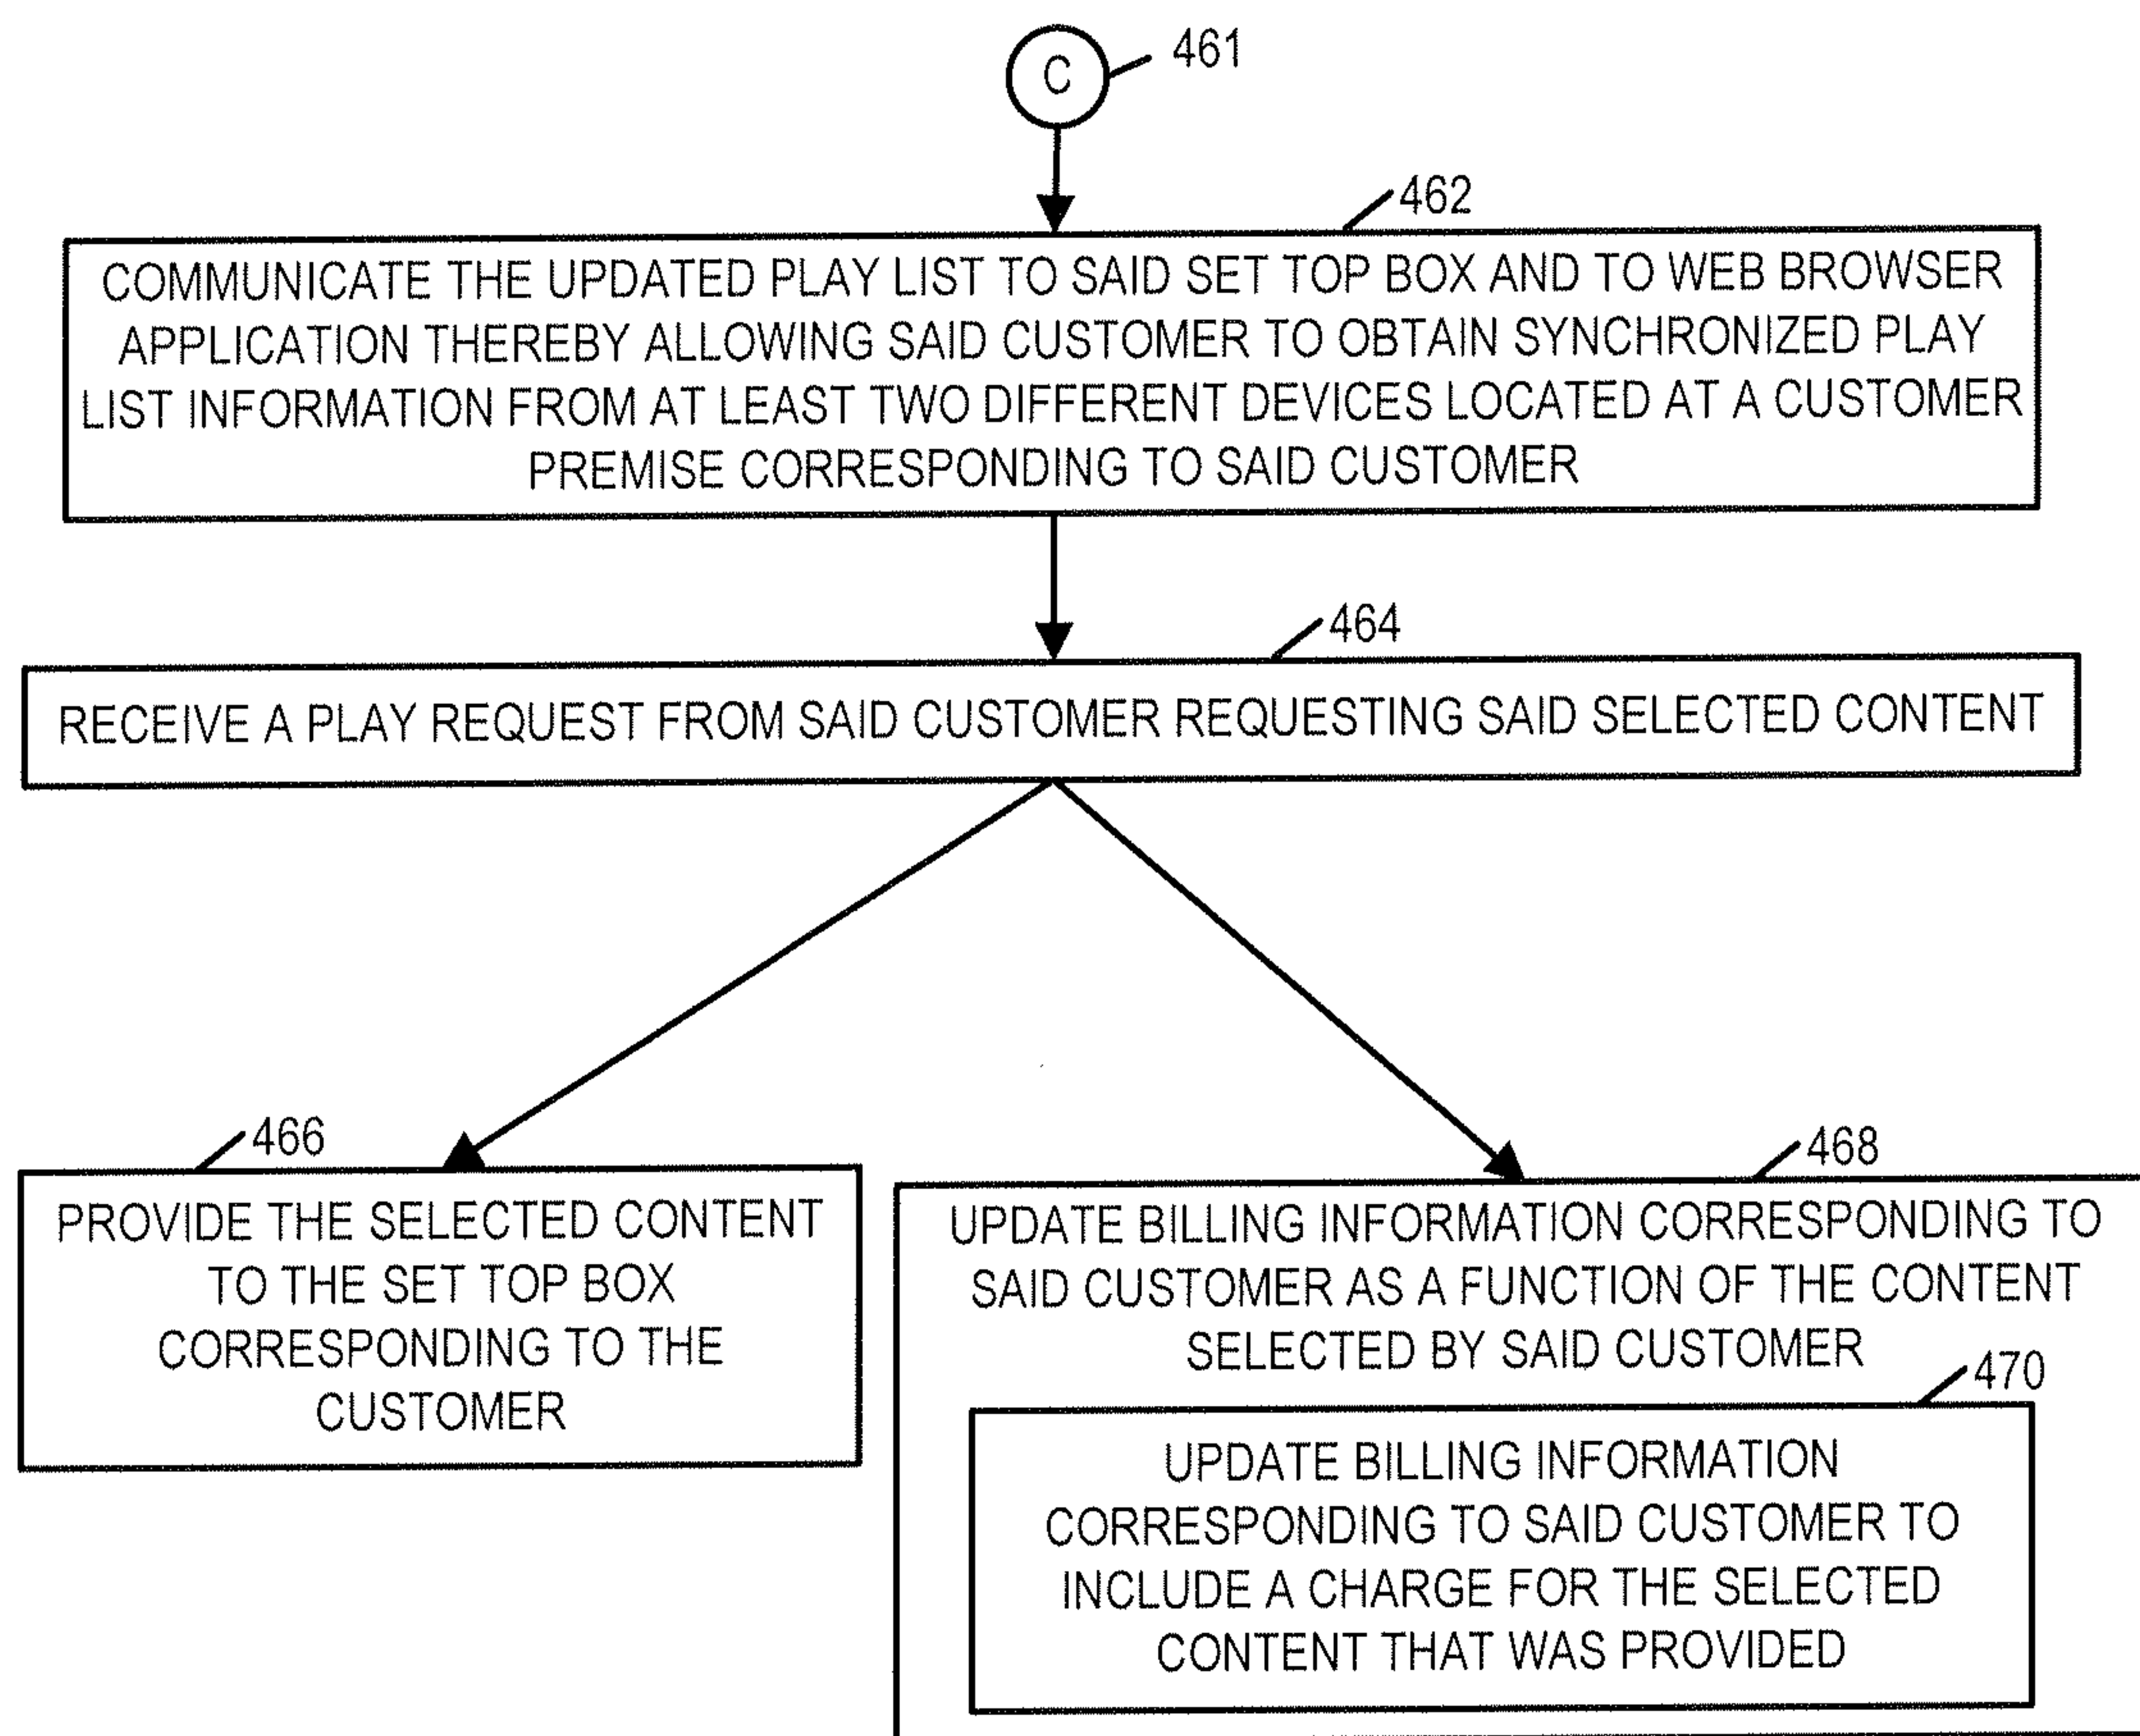 C
461
462
COMMUNICATE THE UPDATED PLAY LIST TO SAID SET TOP BOX AND TO WEB BROWSER
APPLICATION THEREBY ALLOWING SAID CUSTOMER TO OBTAIN SYNCHRONIZED PLAY
LIST INFORMATION FROM AT LEAST TWO DIFFERENT DEVICES LOCATED AT A CUSTOMER
PREMISE CORRESPONDING TO SAID CUSTOMER
464
RECEIVE A PLAY REQUEST FROM SAID CUSTOMER REQUESTING SAID SELECTED CONTENT
466
PROVIDE THE SELECTED CONTENT
TO THE SET TOP BOX
CORRESPONDING TO THE
CUSTOMER
468
UPDATE BILLING INFORMATION CORRESPONDING TO
SAID CUSTOMER AS A FUNCTION OF THE CONTENT
SELECTED BY SAID CUSTOMER
470
UPDATE BILLING INFORMATION
CORRESPONDING TO SAID CUSTOMER TO
INCLUDE A CHARGE FOR THE SELECTED
CONTENT THAT WAS PROVIDED